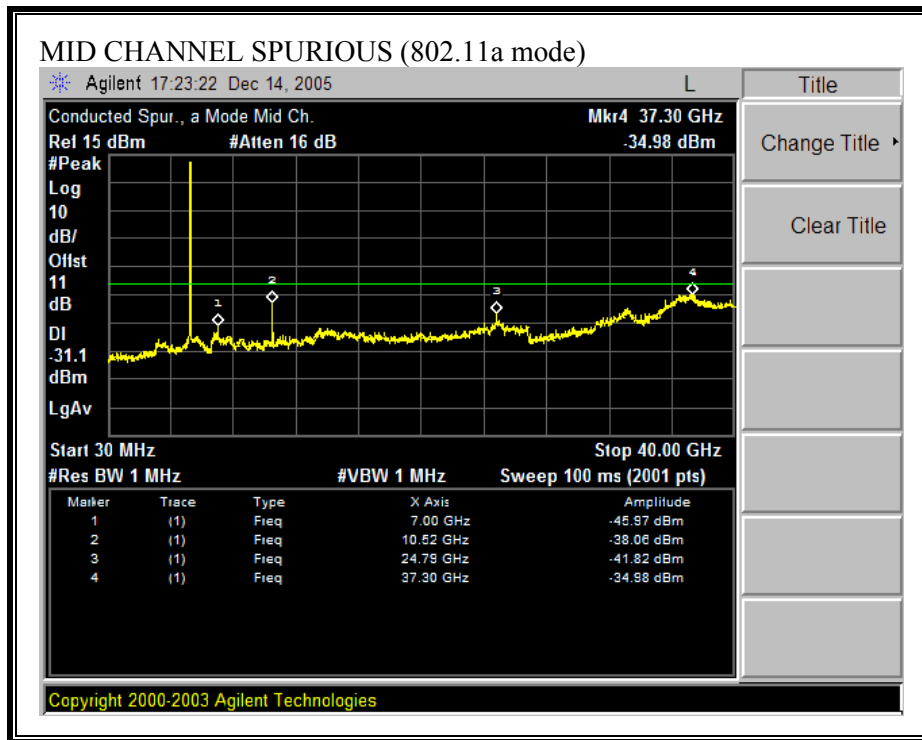 MID CHANNEL SPURIOUS (802.11a mode)
Agilent 17:23:22 Dec 14, 2005 L
Title
Conducted Spur., a Mode Mid Ch. Mkr4 37.30 GHz
Ref 15 dBm #Atten 16 dB -34.98 dBm
Change Title
Clear Title
#Peak
Log
10
dB/
Offst
11
dB
DI
-31.1
dBm
LgAv
1
2
3
4
Start 30 MHz Stop 40.00 GHz
#Res BW 1 MHz #VBW 1 MHz Sweep 100 ms (2001 pts)
Marker Trace Type X Axis Amplitude
1 (1) Freq 7.00 GHz -45.97 dBm
2 (1) Freq 10.52 GHz -38.06 dBm
3 (1) Freq 24.79 GHz -41.82 dBm
4 (1) Freq 37.30 GHz -34.98 dBm
Copyright 2000-2003 Agilent Technologies